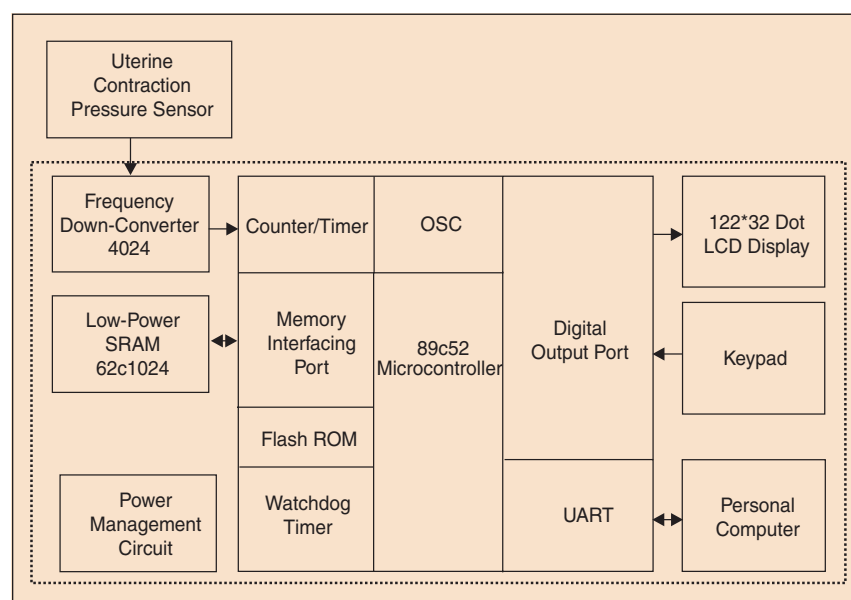 Uterine
Contraction
Pressure Sensor
Frequency
Down-Converter
4024
Counter/Timer
OSC
122*32 Dot
LCD Display
Low-Power
SRAM
62c1024
Memory
Interfacing
Port
89c52
Microcontroller
Digital
Output Port
Keypad
Flash ROM
Power
Management
Circuit
Watchdog
Timer
UART
Personal
Computer